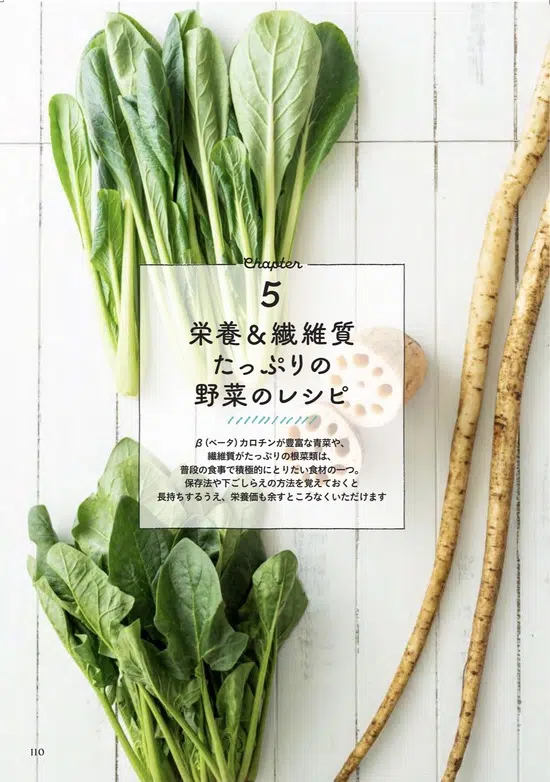 Chapter
5
栄養＆繊維質
たっぷりの
野菜のレシピ
β（ベータ）カロチンが豊富な青菜や、
繊維質がたっぷりの根菜類は、
普段の食事で積極的にとりたい食材の一つ。
保存法や下ごしらえの方法を覚えておくと
長持ちするうえ、栄養価も余すところなくいただけます
110